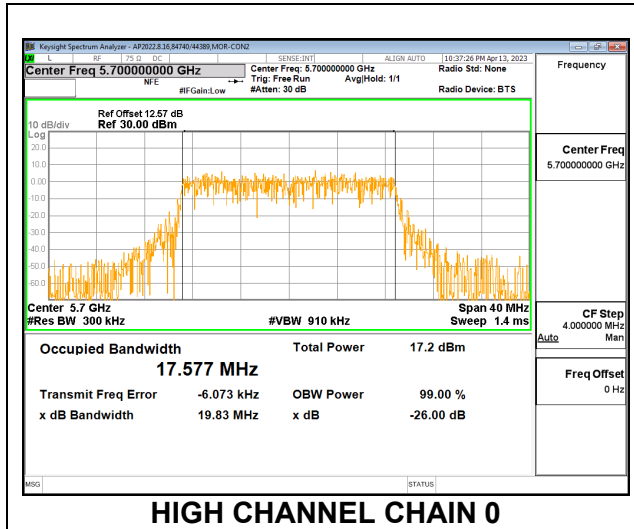 Keysight Spectrum Analyzer - AP2022.8.16,84740/44389,MOR-CON2
L RF 75 Ω DC SENSE:INT ALIGN AUTO 10:37:26 PM Apr 13, 2023
Center Freq 5.700000000 GHz
NFE
#IFGain:Low
Center Freq: 5.700000000 GHz
Trig: Free Run Avg|Hold: 1/1
#Atten: 30 dB
Radio Std: None
Radio Device: BTS
Frequency
Ref Offset 12.57 dB
10 dB/div Ref 30.00 dBm
Log
20.0
10.0
0.00
-10.0
-20.0
-30.0
-40.0
-50.0
-60.0
Center 5.7 GHz Span 40 MHz
#Res BW 300 kHz #VBW 910 kHz Sweep 1.4 ms
Center Freq
5.700000000 GHz
CF Step
4.000000 MHz
Auto Man
Freq Offset
0 Hz
Occupied Bandwidth Total Power 17.2 dBm
17.577 MHz
Transmit Freq Error -6.073 kHz OBW Power 99.00 %
x dB Bandwidth 19.83 MHz x dB -26.00 dB
MSG STATUS
HIGH CHANNEL CHAIN 0